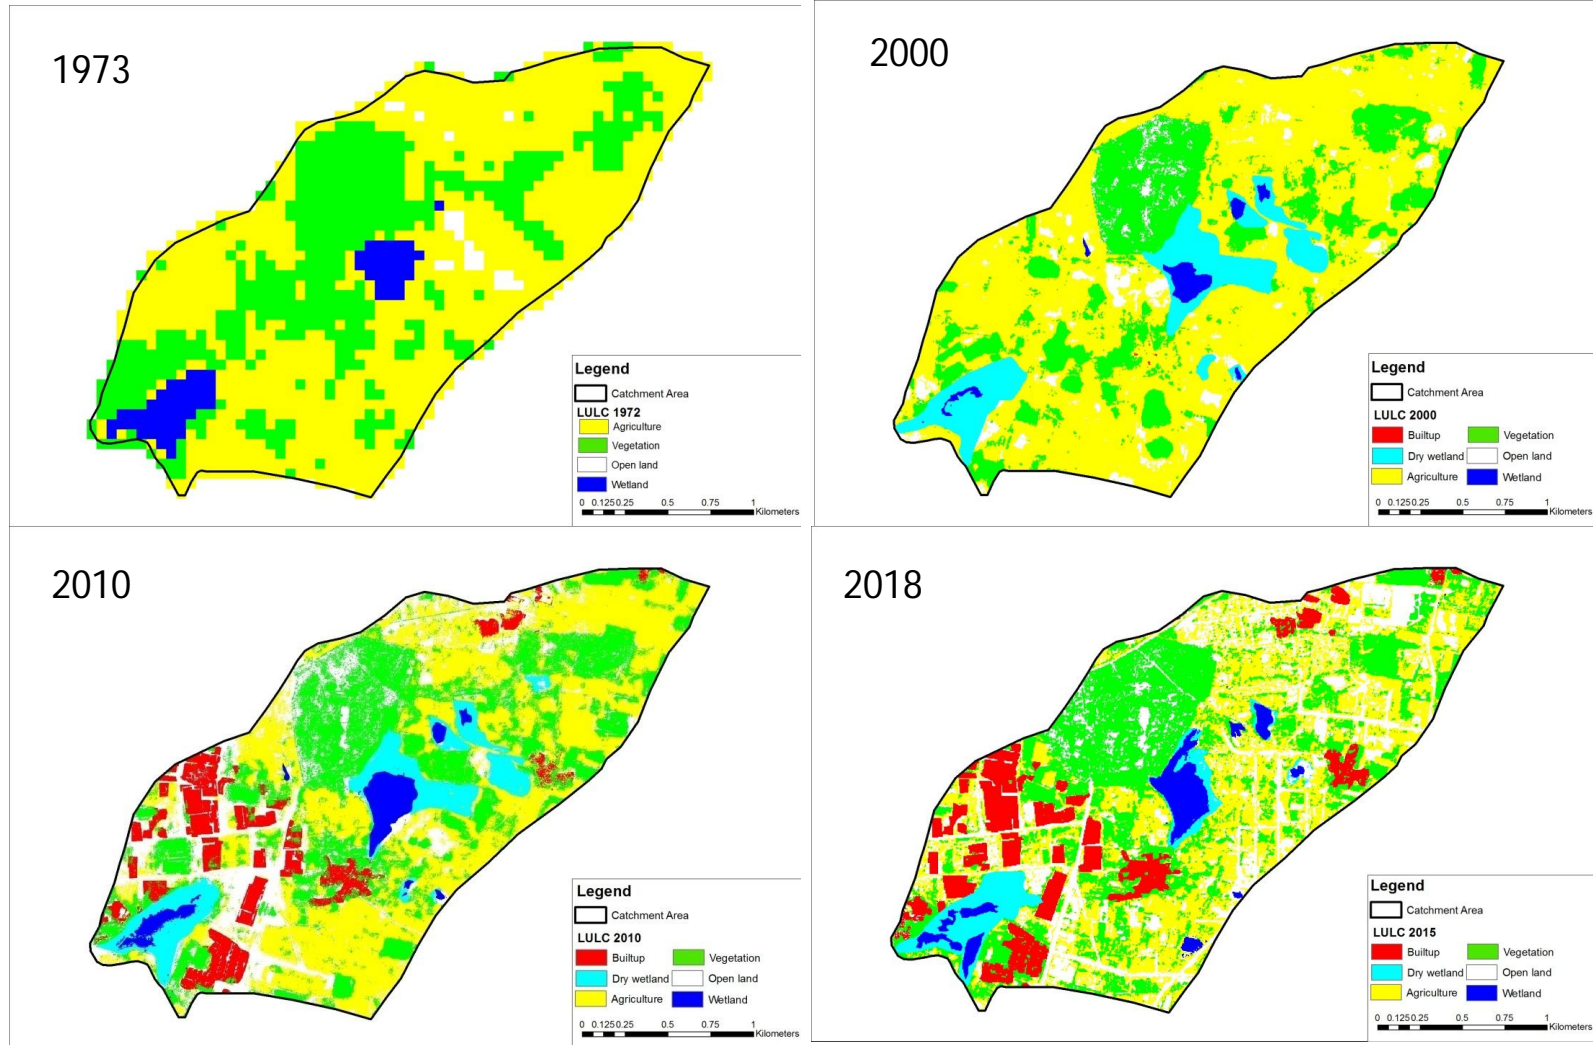 1973
Legend
Catchment Area
LULC 1972
Agriculture
Vegetation
Open land
Wetland
0 0.125 0.25 0.5 0.75 1
Kilometers
2000
Legend
Catchment Area
LULC 2000
Builtup Vegetation
Dry wetland Open land
Agriculture Wetland
0 0.125 0.25 0.5 0.75 1
Kilometers
2010
Legend
Catchment Area
LULC 2010
Builtup Vegetation
Dry wetland Open land
Agriculture Wetland
0 0.125 0.25 0.5 0.75 1
Kilometers
2018
Legend
Catchment Area
LULC 2015
Builtup Vegetation
Dry wetland Open land
Agriculture Wetland
0 0.125 0.25 0.5 0.75 1
Kilometers